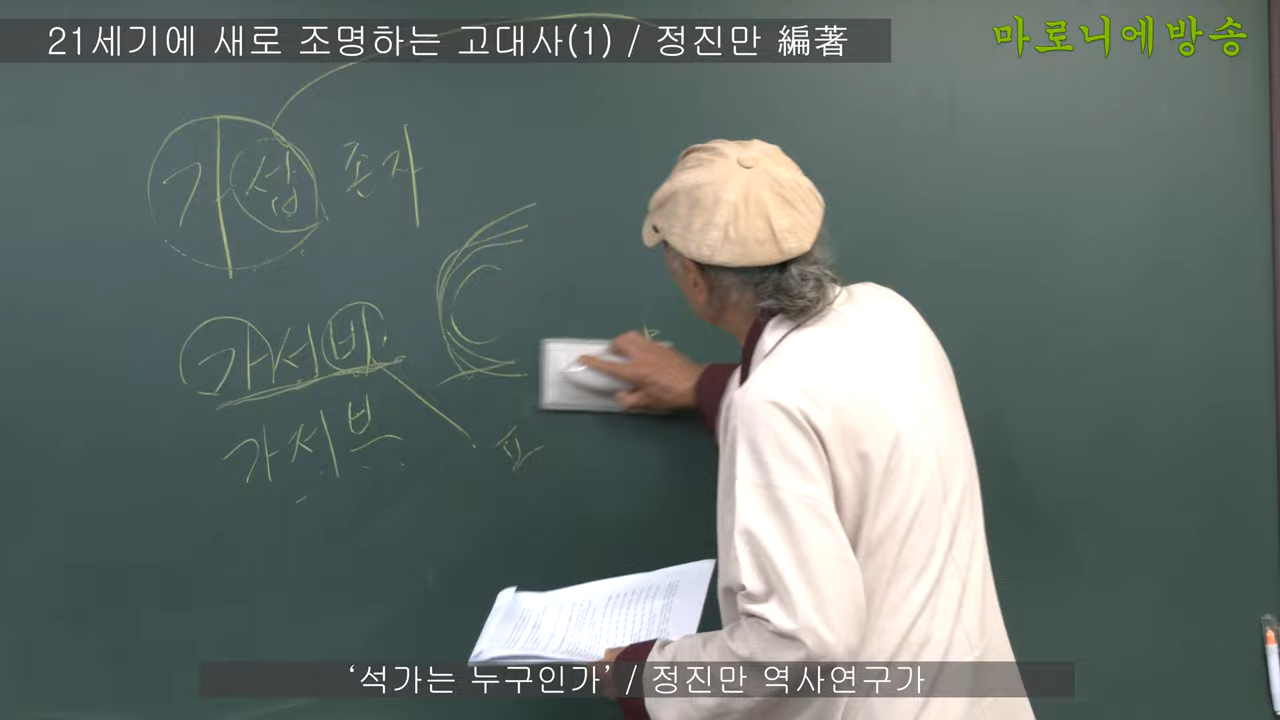 21세기에 새로 조명하는 고대사(1) / 정진만 編著
마로니에방송
가섭 존자
가서비
가저브
‘석가는 누구인가’ / 정진만 역사연구가